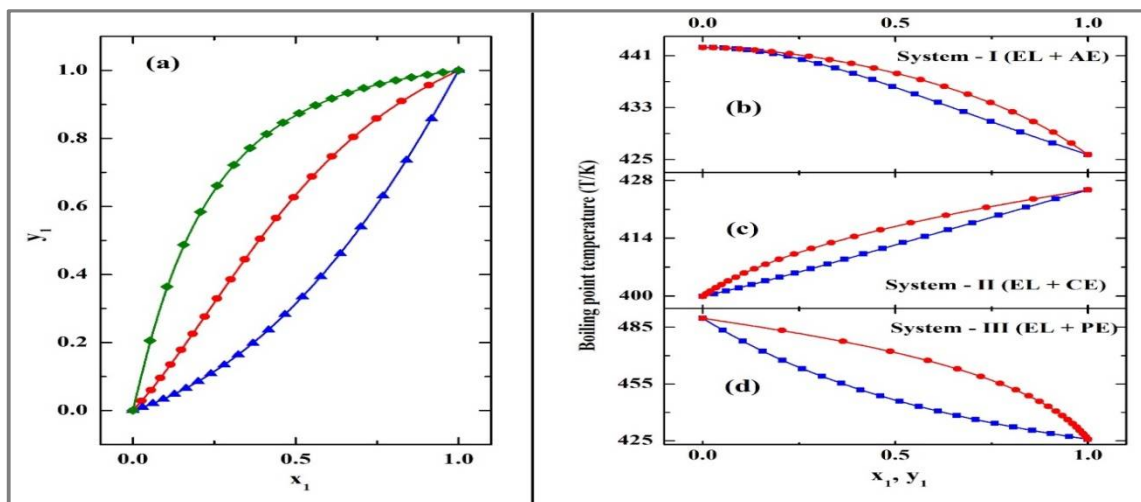 (a)
1.0
0.8
0.6
0.4
0.2
0.0
y1
0.0 0.5 1.0
x1
0.0 0.5 1.0
441
433
425
System - I (EL + AE)
(b)
428
414
400
(c)
System - II (EL + CE)
485
455
425
System - III (EL + PE)
(d)
Boiling point temperature (T/K)
0.0 0.5 1.0
x1, y1